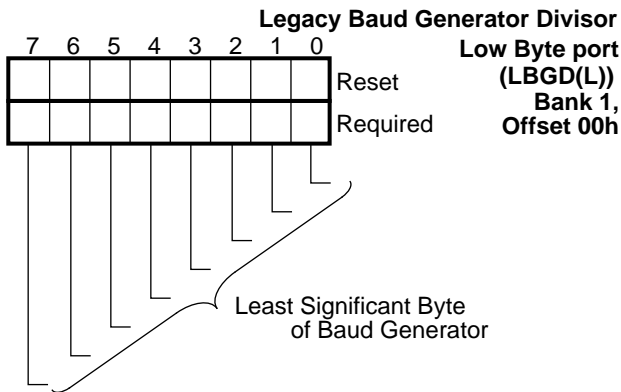 Legacy Baud Generator Divisor
Low Byte port
(LBGD(L))
Bank 1,
Offset 00h
7 6 5 4 3 2 1 0
Reset
Required
Least Significant Byte
of Baud Generator